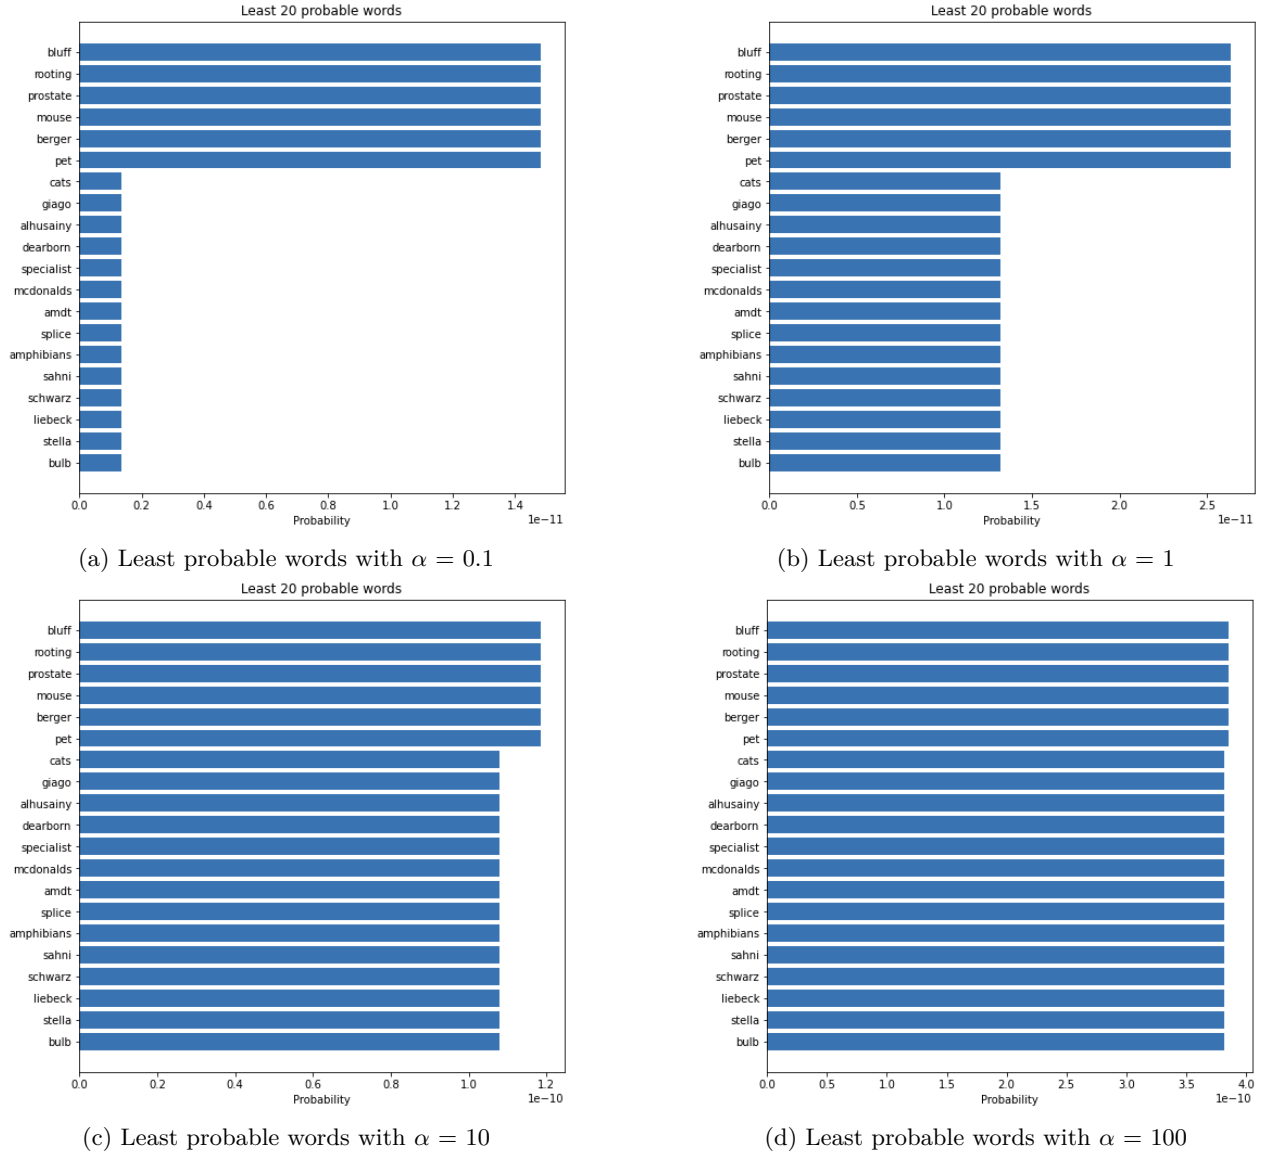 Least 20 probable words
bluff
rooting
prostate
mouse
berger
pet
cats
giago
alhusainy
dearborn
specialist
mcdonalds
amdt
splice
amphibians
sahni
schwarz
liebeck
stella
bulb
0.0 0.2 0.4 0.6 0.8 1.0 1.2 1.4
1e−11
Probability
(a) Least probable words with α = 0.1
Least 20 probable words
bluff
rooting
prostate
mouse
berger
pet
cats
giago
alhusainy
dearborn
specialist
mcdonalds
amdt
splice
amphibians
sahni
schwarz
liebeck
stella
bulb
0.0 0.5 1.0 1.5 2.0 2.5
1e−11
Probability
(b) Least probable words with α = 1
Least 20 probable words
bluff
rooting
prostate
mouse
berger
pet
cats
giago
alhusainy
dearborn
specialist
mcdonalds
amdt
splice
amphibians
sahni
schwarz
liebeck
stella
bulb
0.0 0.2 0.4 0.6 0.8 1.0 1.2
1e−10
Probability
(c) Least probable words with α = 10
Least 20 probable words
bluff
rooting
prostate
mouse
berger
pet
cats
giago
alhusainy
dearborn
specialist
mcdonalds
amdt
splice
amphibians
sahni
schwarz
liebeck
stella
bulb
0.0 0.5 1.0 1.5 2.0 2.5 3.0 3.5 4.0
1e−10
Probability
(d) Least probable words with α = 100